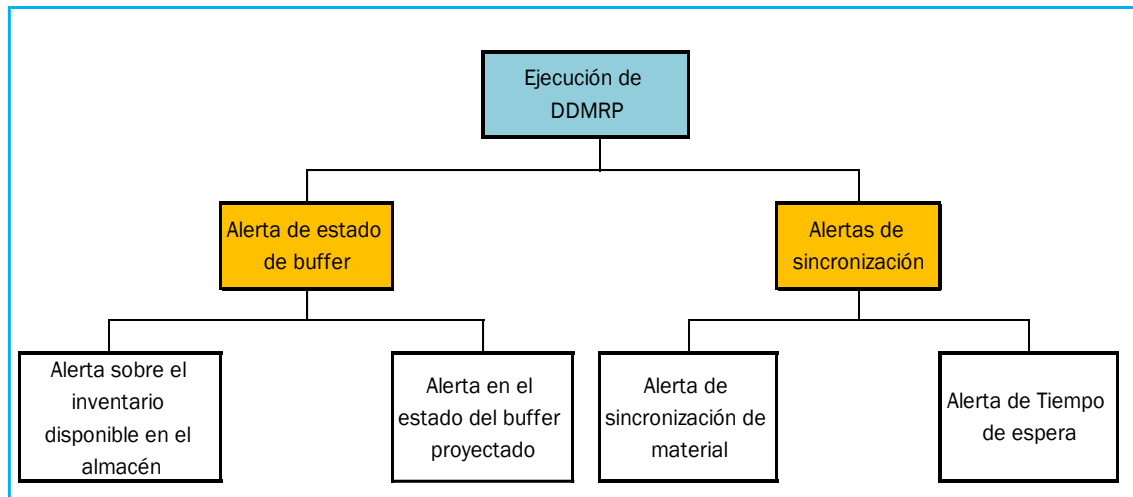 Ejecución de
DDMRP
Alerta de estado
de buffer
Alertas de
sincronización
Alerta sobre el
inventario
disponible en el
almacén
Alerta en el
estado del buffer
proyectado
Alerta de
sincronización de
material
Alerta de Tiempo
de espera